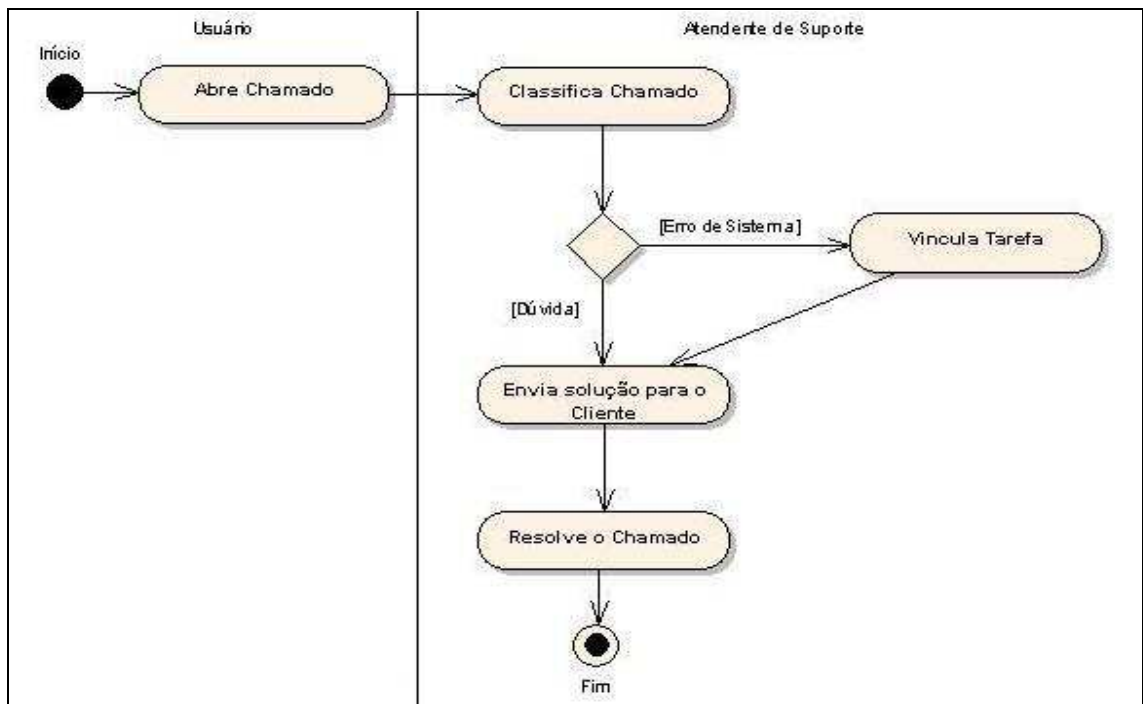 Usuário
Atendente de Suporte
Início
Abre Chamado
Classifica Chamado
[Erro de Sistema]
Vincula Tarefa
[Dúvida]
Envia solução para o
Cliente
Resolve o Chamado
Fim